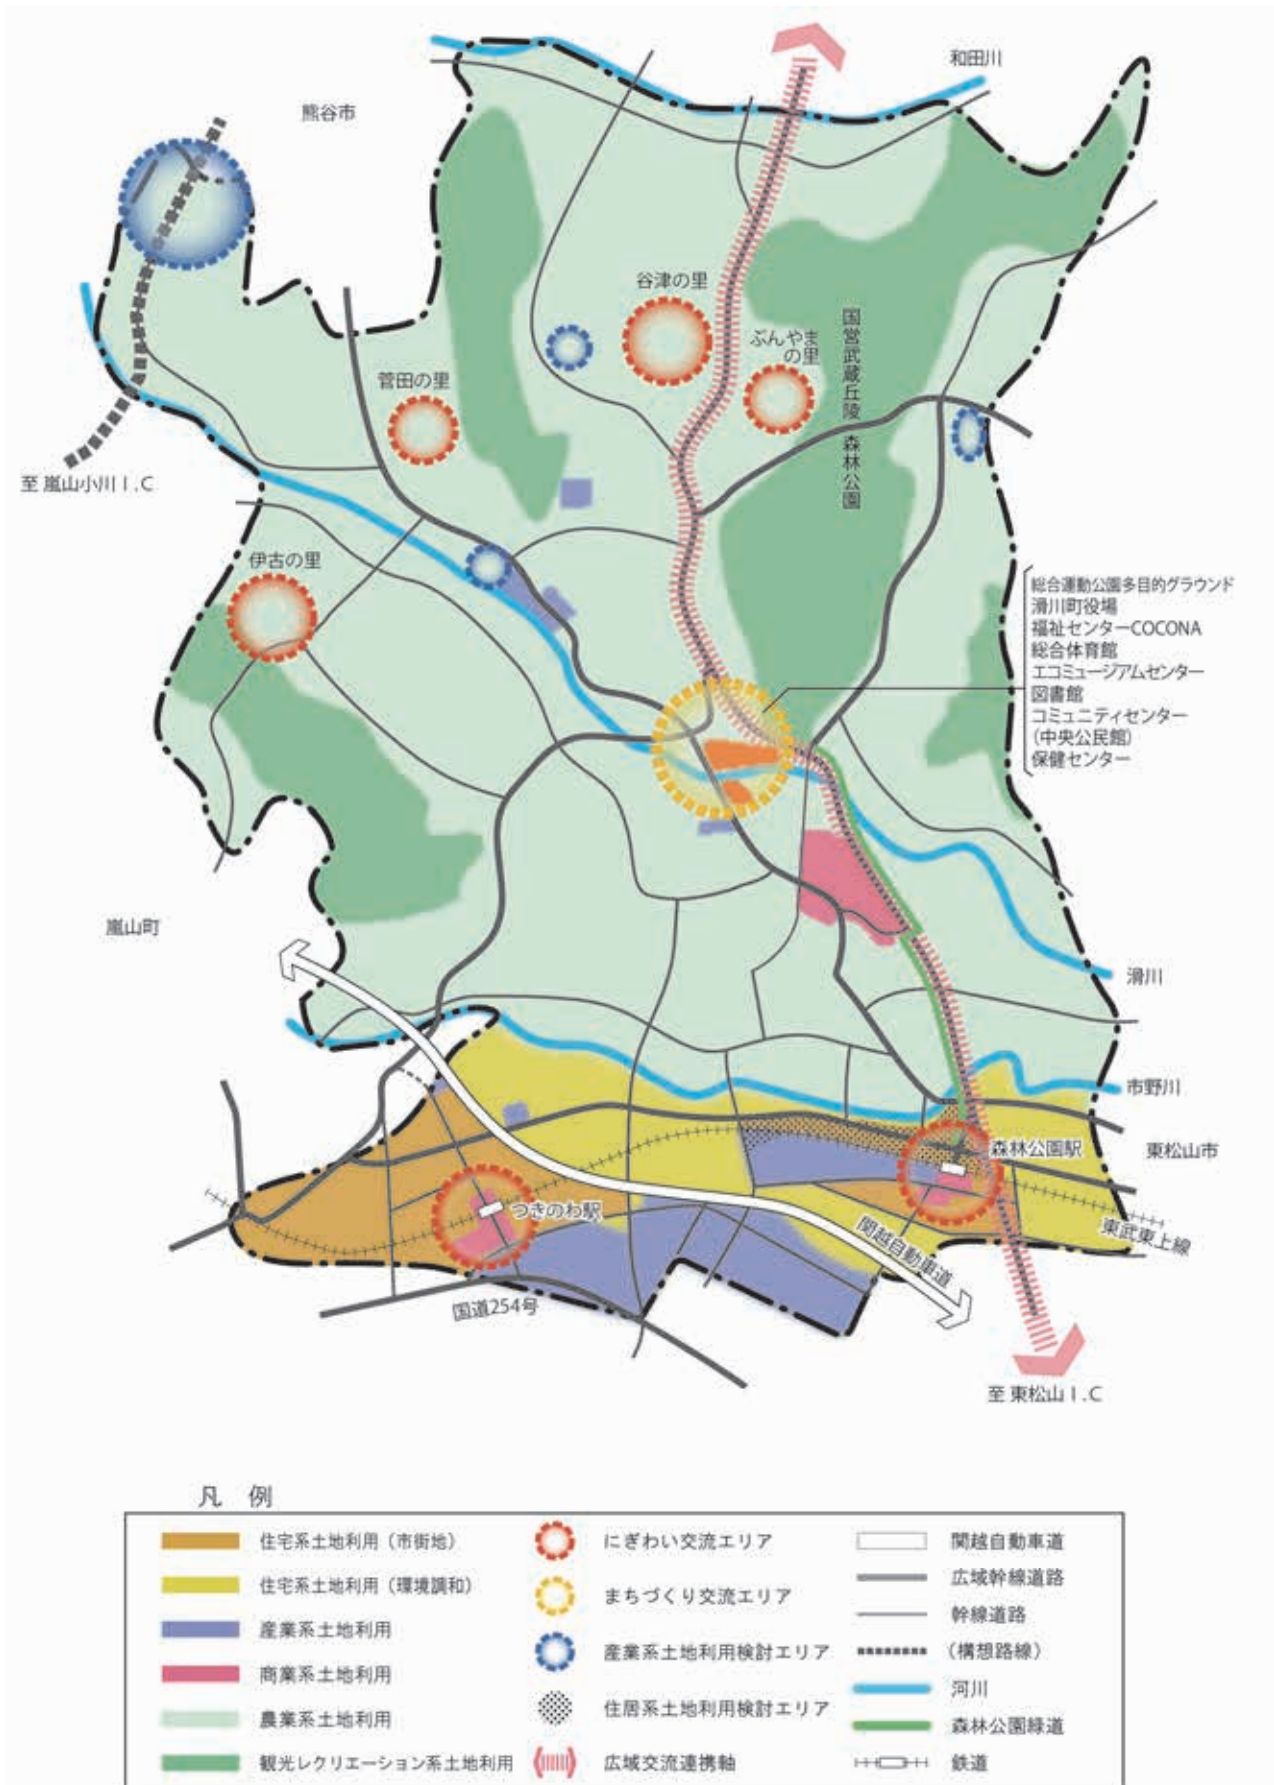 和田川
熊谷市
谷津の里
ぶんやま
の里
国営武蔵丘陵 森林公園
菅田の里
至 嵐山小川I.C
伊古の里
総合運動公園多目的グラウンド
滑川町役場
福祉センターCOCONA
総合体育館
エコミュージアムセンター
図書館
コミュニティセンター
(中央公民館)
保健センター
嵐山町
滑川
市野川
森林公園駅
東松山市
つきのわ駅
関越自動車道
東武東上線
国道254号
至 東松山I.C
凡 例
住宅系土地利用(市街地)
住宅系土地利用(環境調和)
産業系土地利用
商業系土地利用
農業系土地利用
観光レクリエーション系土地利用
にぎわい交流エリア
まちづくり交流エリア
産業系土地利用検討エリア
住居系土地利用検討エリア
広域交流連携軸
関越自動車道
広域幹線道路
幹線道路
(構想路線)
河川
森林公園緑道
鉄道